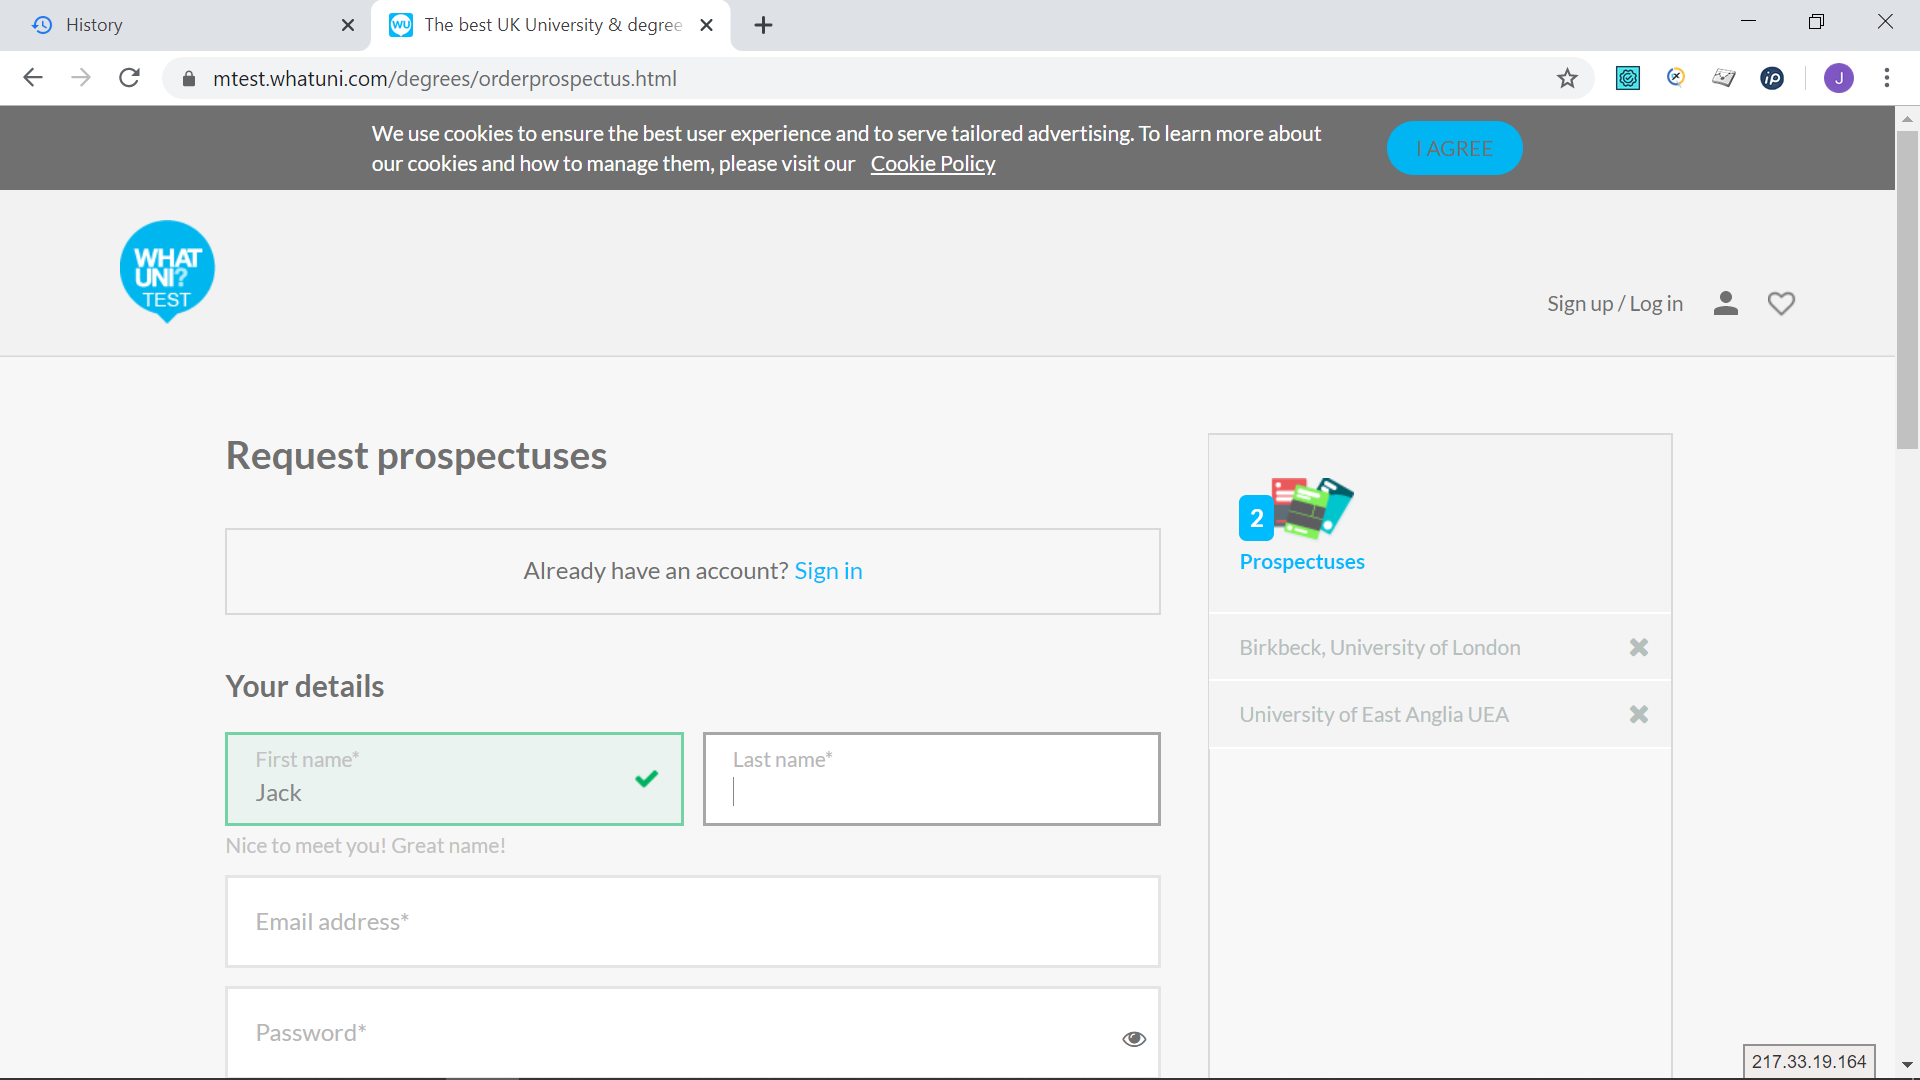 History
The best UK University & degree
mtest.whatuni.com/degrees/orderprospectus.html
ip
J
We use cookies to ensure the best user experience and to serve tailored advertising. To learn more about
our cookies and how to manage them, please visit our Cookie Policy
I AGREE
WHAT
UNI?
TEST
Sign up / Log in
Request prospectuses
Already have an account? Sign in
2
Prospectuses
Birkbeck, University of London
University of East Anglia UEA
Your details
First name*
Jack
Last name*
Nice to meet you! Great name!
Email address*
Password*
217.33.19.164